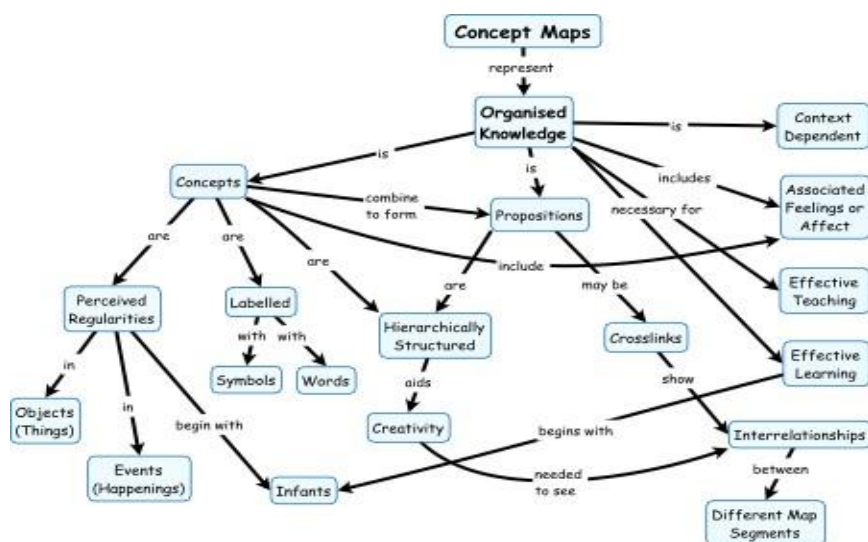 Concept Maps
represent
Organised
Knowledge
is
Context
Dependent
is
is
includes
Concepts
combine
to form
Propositions
necessary for
Associated
Feelings or
Affect
are
are
are
include
are
may be
Effective
Teaching
Perceived
Regularities
Labelled
Hierarchically
Structured
Crosslinks
Effective
Learning
with
with
in
Symbols
Words
aids
show
Objects
(Things)
in
begin with
Creativity
begins with
Interrelationships
Events
(Happenings)
Infants
needed
to see
between
Different Map
Segments